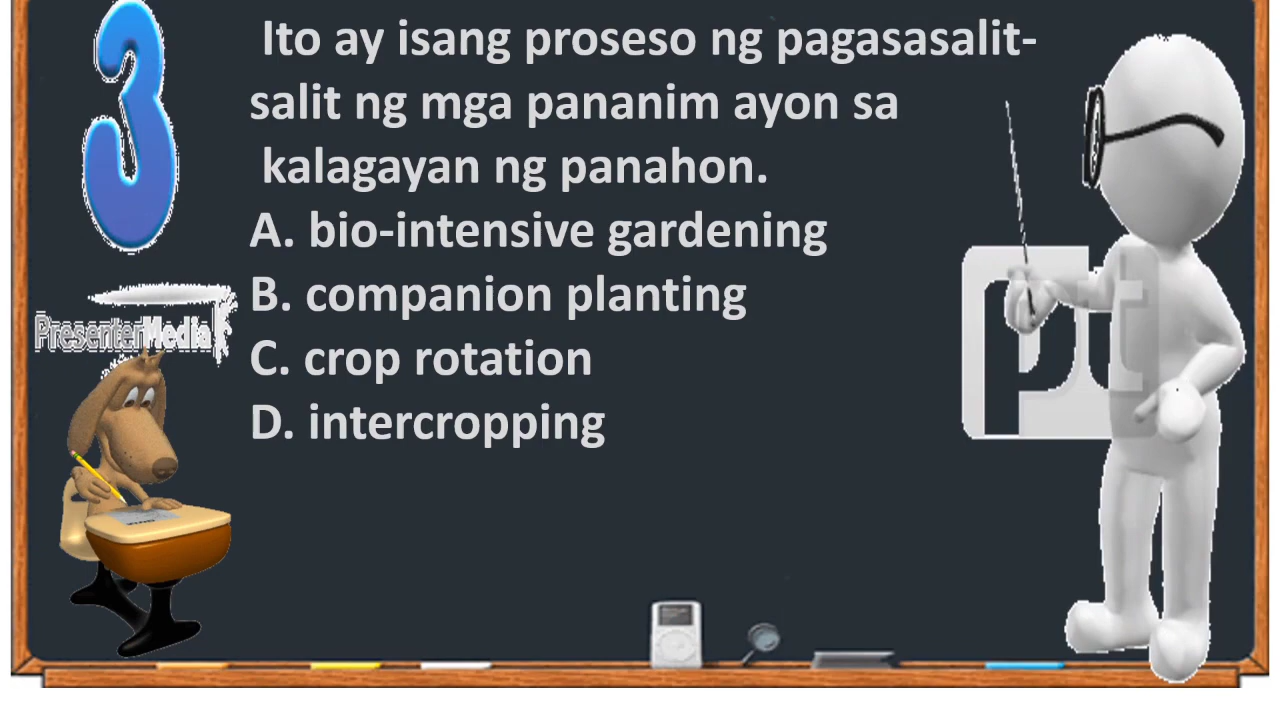 3
Ito ay isang proseso ng pagasasalit-
salit ng mga pananim ayon sa
kalagayan ng panahon.
A. bio-intensive gardening
B. companion planting
C. crop rotation
D. intercropping
PresenterMedia
pt